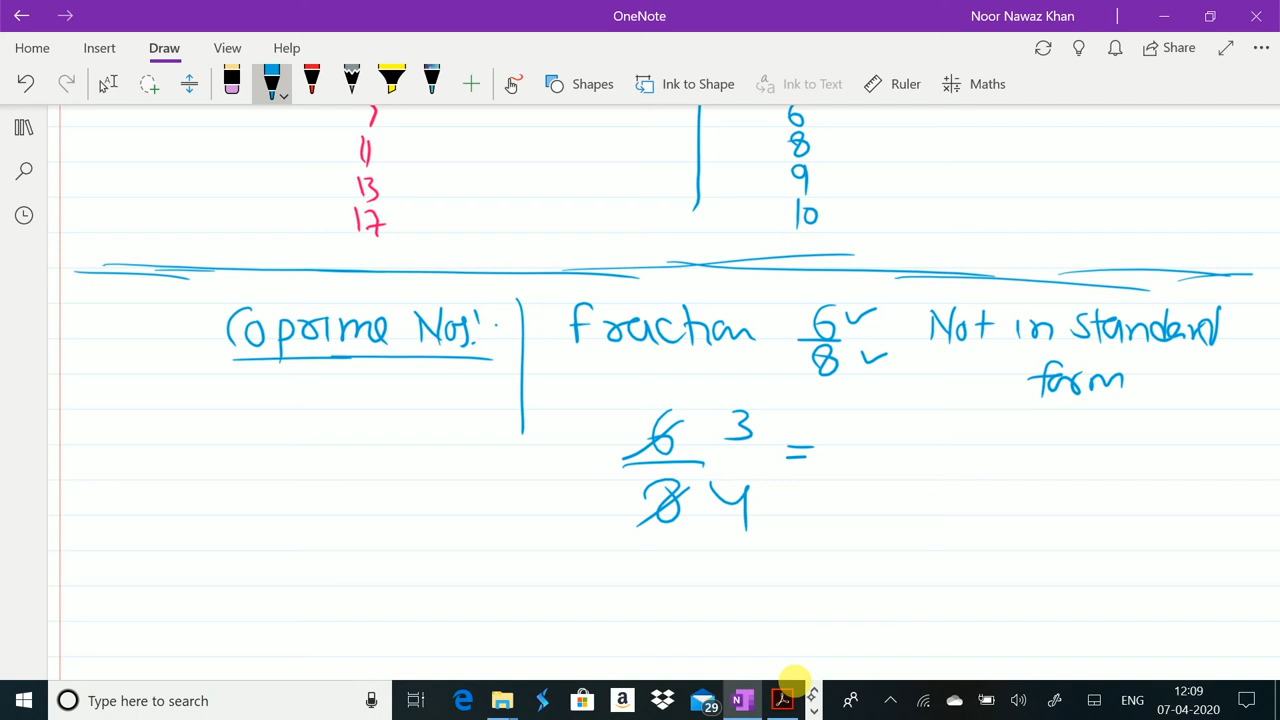 OneNote
Noor Nawaz Khan
Home Insert Draw View Help
Share
Shapes Ink to Shape Ink to Text Ruler Maths
7 6
11 8
13 9
17 10
Coprime Nos:
Fraction 6/8 Not in standard
form
6 3 =
8 4
Type here to search
29
ENG
12:09
07-04-2020